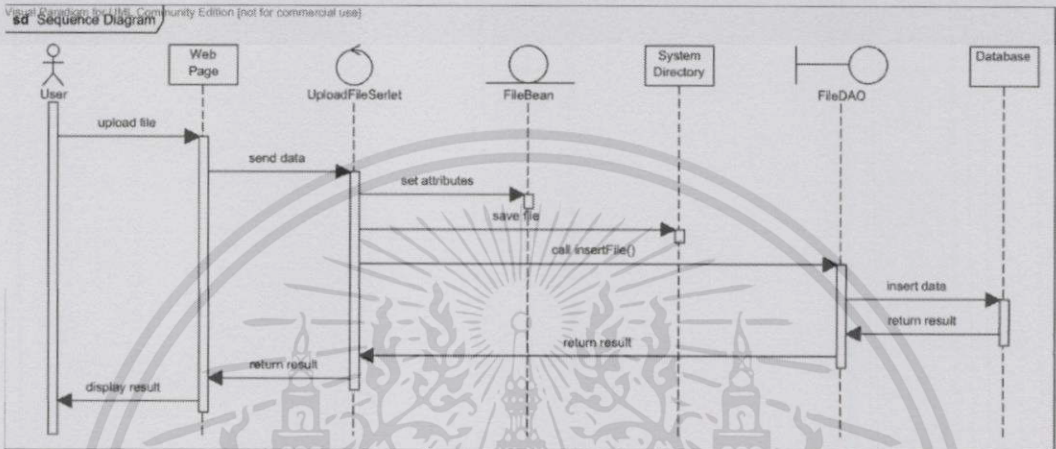 Visual Paradigm for UML Community Edition [not for commercial use]
sd Sequence Diagram
User
Web
Page
UploadFileSerlet
FileBean
System
Directory
FileDAO
Database
upload file
send data
set attributes
save file
call insertFile()
insert data
return result
return result
return result
display result